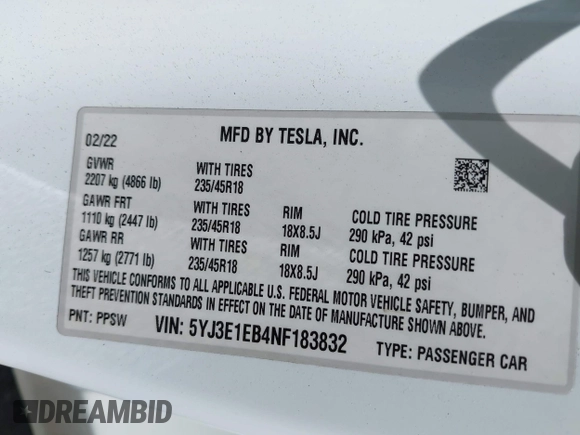 02/22 MFD BY TESLA, INC.
GVWR WITH TIRES
2207 kg (4866 lb) 235/45R18
GAWR FRT WITH TIRES RIM COLD TIRE PRESSURE
1110 kg (2447 lb) 235/45R18 18X8.5J 290 kPa, 42 psi
GAWR RR WITH TIRES RIM COLD TIRE PRESSURE
1257 kg (2771 lb) 235/45R18 18X8.5J 290 kPa, 42 psi
THIS VEHICLE CONFORMS TO ALL APPLICABLE U.S. FEDERAL MOTOR VEHICLE SAFETY, BUMPER, AND
THEFT PREVENTION STANDARDS IN EFFECT ON THE DATE OF MANUFACTURE SHOWN ABOVE.
PNT: PPSW VIN: 5YJ3E1EB4NF183832 TYPE: PASSENGER CAR
DREAMBID